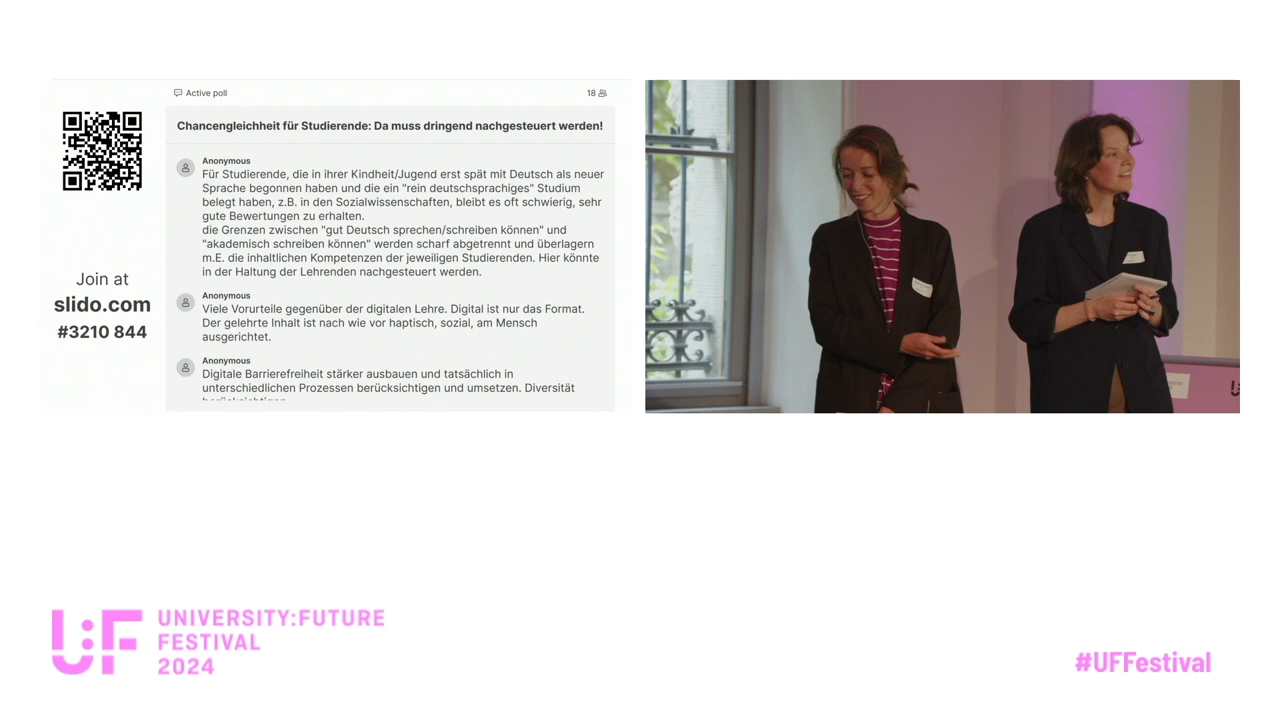 Active poll
18
Chancengleichheit für Studierende: Da muss dringend nachgesteuert werden!
Anonymous
Für Studierende, die in ihrer Kindheit/Jugend erst spät mit Deutsch als neuer
Sprache begonnen haben und die ein "rein deutschsprachiges" Studium
belegt haben, z.B. in den Sozialwissenschaften, bleibt es oft schwierig, sehr
gute Bewertungen zu erhalten.
die Grenzen zwischen "gut Deutsch sprechen/schreiben können" und
"akademisch schreiben können" werden scharf abgetrennt und überlagern
m.E. die inhaltlichen Kompetenzen der jeweiligen Studierenden. Hier könnte
in der Haltung der Lehrenden nachgesteuert werden.
Anonymous
Viele Vorurteile gegenüber der digitalen Lehre. Digital ist nur das Format.
Der gelehrte Inhalt ist nach wie vor haptisch, sozial, am Mensch
ausgerichtet.
Anonymous
Digitale Barrierefreiheit stärker ausbauen und tatsächlich in
unterschiedlichen Prozessen berücksichtigen und umsetzen. Diversität
Join at
slido.com
#3210 844
U:F
UNIVERSITY:FUTURE
FESTIVAL
2024
#UFFestival